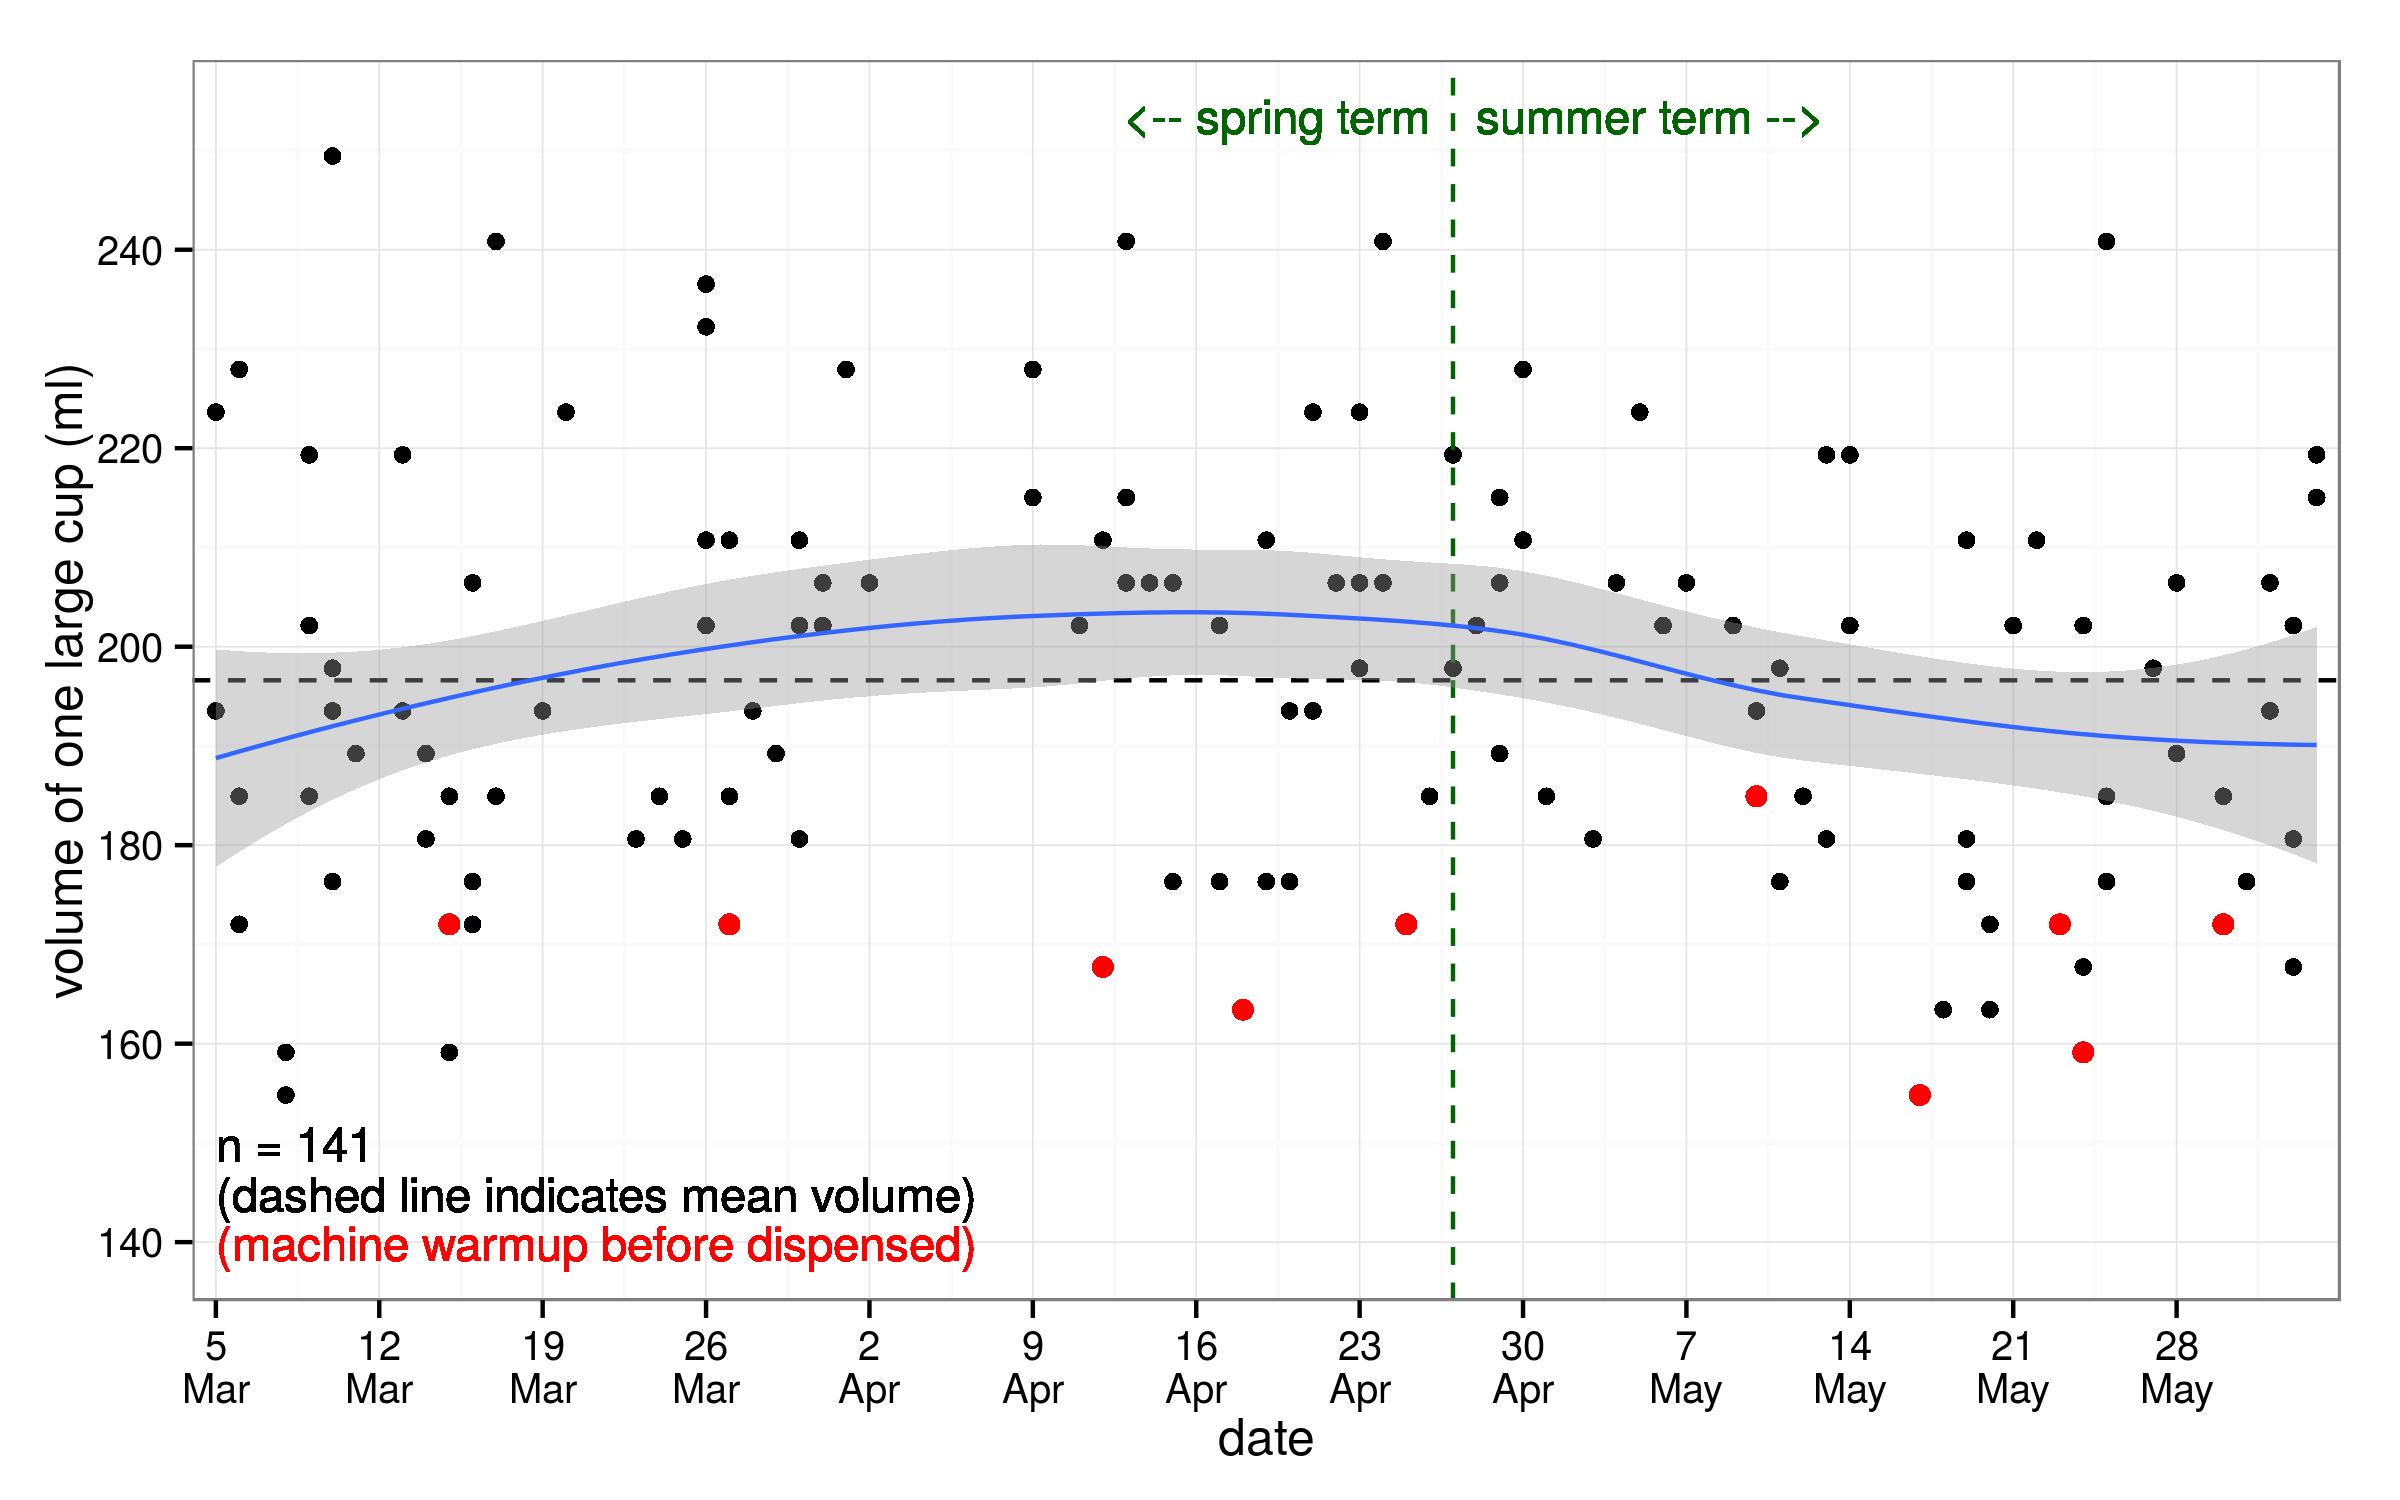 <-- spring term summer term -->
volume of one large cup (ml)
240
220
200
180
160
140
n = 141
(dashed line indicates mean volume)
(machine warmup before dispensed)
5 12 19 26 2 9 16 23 30 7 14 21 28
Mar Mar Mar Mar Apr Apr Apr Apr Apr May May May May
date